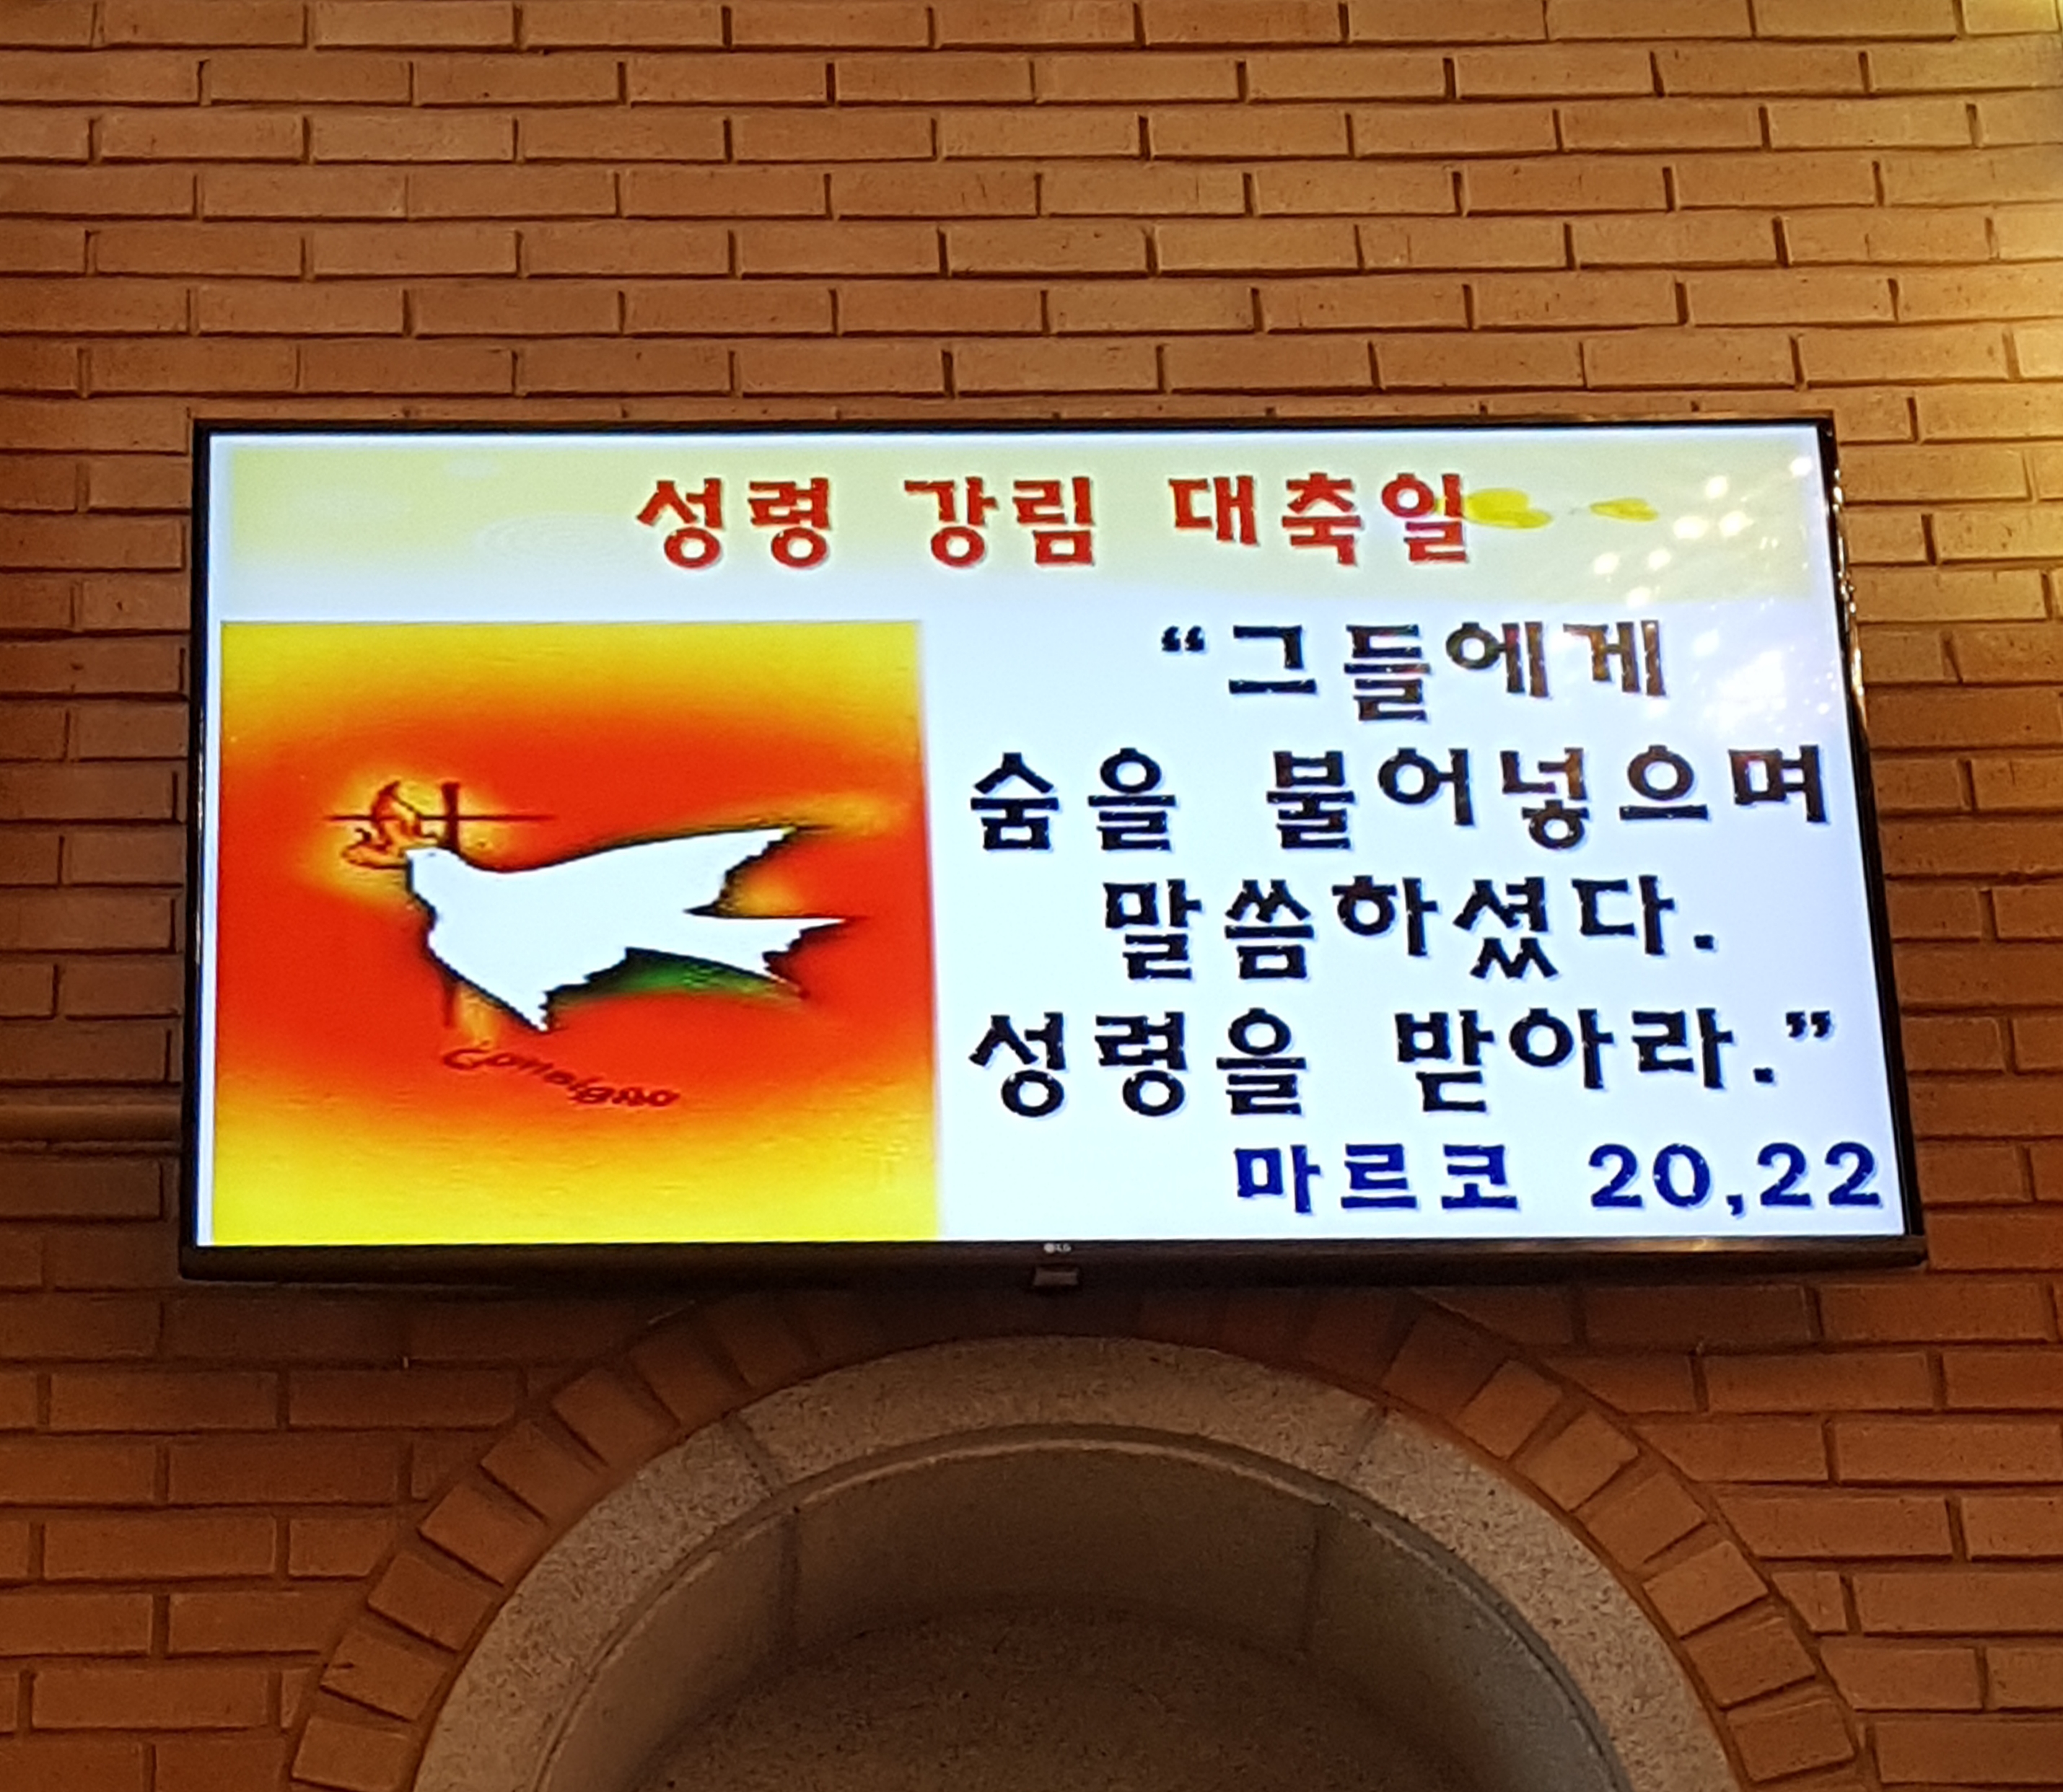 성령 강림 대축일
“그들에게
숨을 불어넣으며
말씀하셨다.
성령을 받아라.”
마르코 20,22
LG